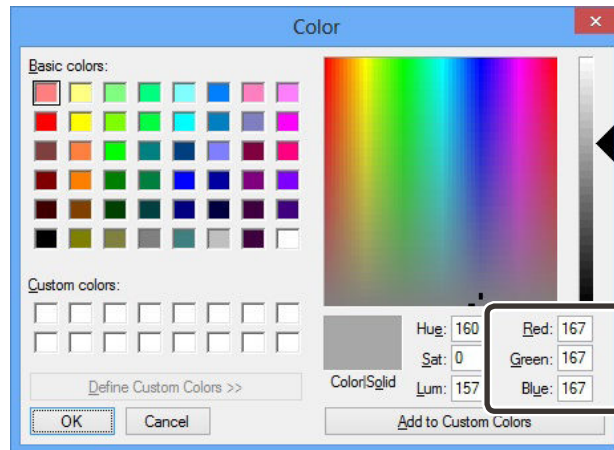 Color
Basic colors:
Custom colors:
Define Custom Colors >>
OK Cancel
Color|Solid
Hue: 160 Red: 167
Sat: 0 Green: 167
Lum: 157 Blue: 167
Add to Custom Colors